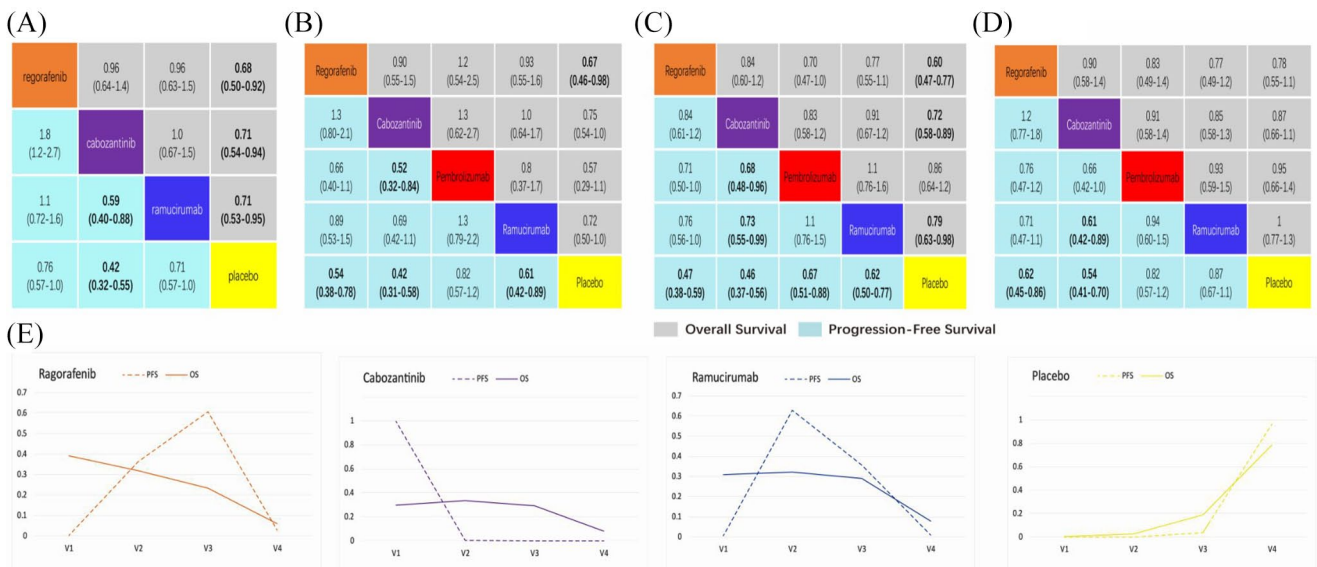 (A)
regorafenib 0.96 0.96 0.68
(0.64-1.4) (0.63-1.5) (0.50-0.92)
1.8 cabozantinib 1.0 0.71
(1.2-2.7) (0.67-1.5) (0.54-0.94)
1.1 0.59 ramucirumab 0.71
(0.72-1.6) (0.40-0.88) (0.53-0.95)
0.76 0.42 0.71 placebo
(0.57-1.0) (0.32-0.55) (0.57-1.0)
(B)
Regorafenib 0.90 1.2 0.93 0.67
(0.55-1.5) (0.54-2.5) (0.55-1.6) (0.46-0.98)
1.3 Cabozantinib 1.3 1.0 0.75
(0.80-2.1) (0.62-2.7) (0.64-1.7) (0.54-1.0)
0.66 0.52 Pembrolizumab 0.8 0.57
(0.40-1.1) (0.32-0.84) (0.37-1.7) (0.29-1.1)
0.89 0.69 1.3 Ramucirumab 0.72
(0.53-1.5) (0.42-1.1) (0.79-2.2) (0.50-1.0)
0.54 0.42 0.82 0.61 Placebo
(0.38-0.78) (0.31-0.58) (0.57-1.2) (0.42-0.89)
(C)
Regorafenib 0.84 0.70 0.77 0.60
(0.60-1.2) (0.47-1.0) (0.55-1.1) (0.47-0.77)
0.84 Cabozantinib 0.83 0.91 0.72
(0.61-1.2) (0.58-1.2) (0.67-1.2) (0.58-0.89)
0.71 0.68 Pembrolizumab 1.1 0.86
(0.50-1.0) (0.48-0.96) (0.76-1.6) (0.64-1.2)
0.76 0.73 1.1 Ramucirumab 0.79
(0.56-1.0) (0.55-0.99) (0.76-1.5) (0.63-0.98)
0.47 0.46 0.67 0.62 Placebo
(0.38-0.59) (0.37-0.56) (0.51-0.88) (0.50-0.77)
(D)
Regorafenib 0.90 0.83 0.77 0.78
(0.58-1.4) (0.49-1.4) (0.49-1.2) (0.55-1.1)
1.2 Cabozantinib 0.91 0.85 0.87
(0.77-1.8) (0.58-1.4) (0.58-1.3) (0.66-1.1)
0.76 0.66 Pembrolizumab 0.93 0.95
(0.47-1.2) (0.42-1.0) (0.59-1.5) (0.66-1.4)
0.71 0.61 0.94 Ramucirumab 1
(0.47-1.1) (0.42-0.89) (0.60-1.5) (0.77-1.3)
0.62 0.54 0.82 0.87 Placebo
(0.45-0.86) (0.41-0.70) (0.57-1.2) (0.67-1.1)
Overall Survival Progression-Free Survival
(E)
Ragorafenib PFS OS
0.7
0.6
0.5
0.4
0.3
0.2
0.1
0
V1 V2 V3 V4
Cabozantinib PFS OS
1
0.8
0.6
0.4
0.2
0
V1 V2 V3 V4
Ramucirumab PFS OS
0.7
0.6
0.5
0.4
0.3
0.2
0.1
0
V1 V2 V3 V4
Placebo PFS OS
1
0.8
0.6
0.4
0.2
0
V1 V2 V3 V4